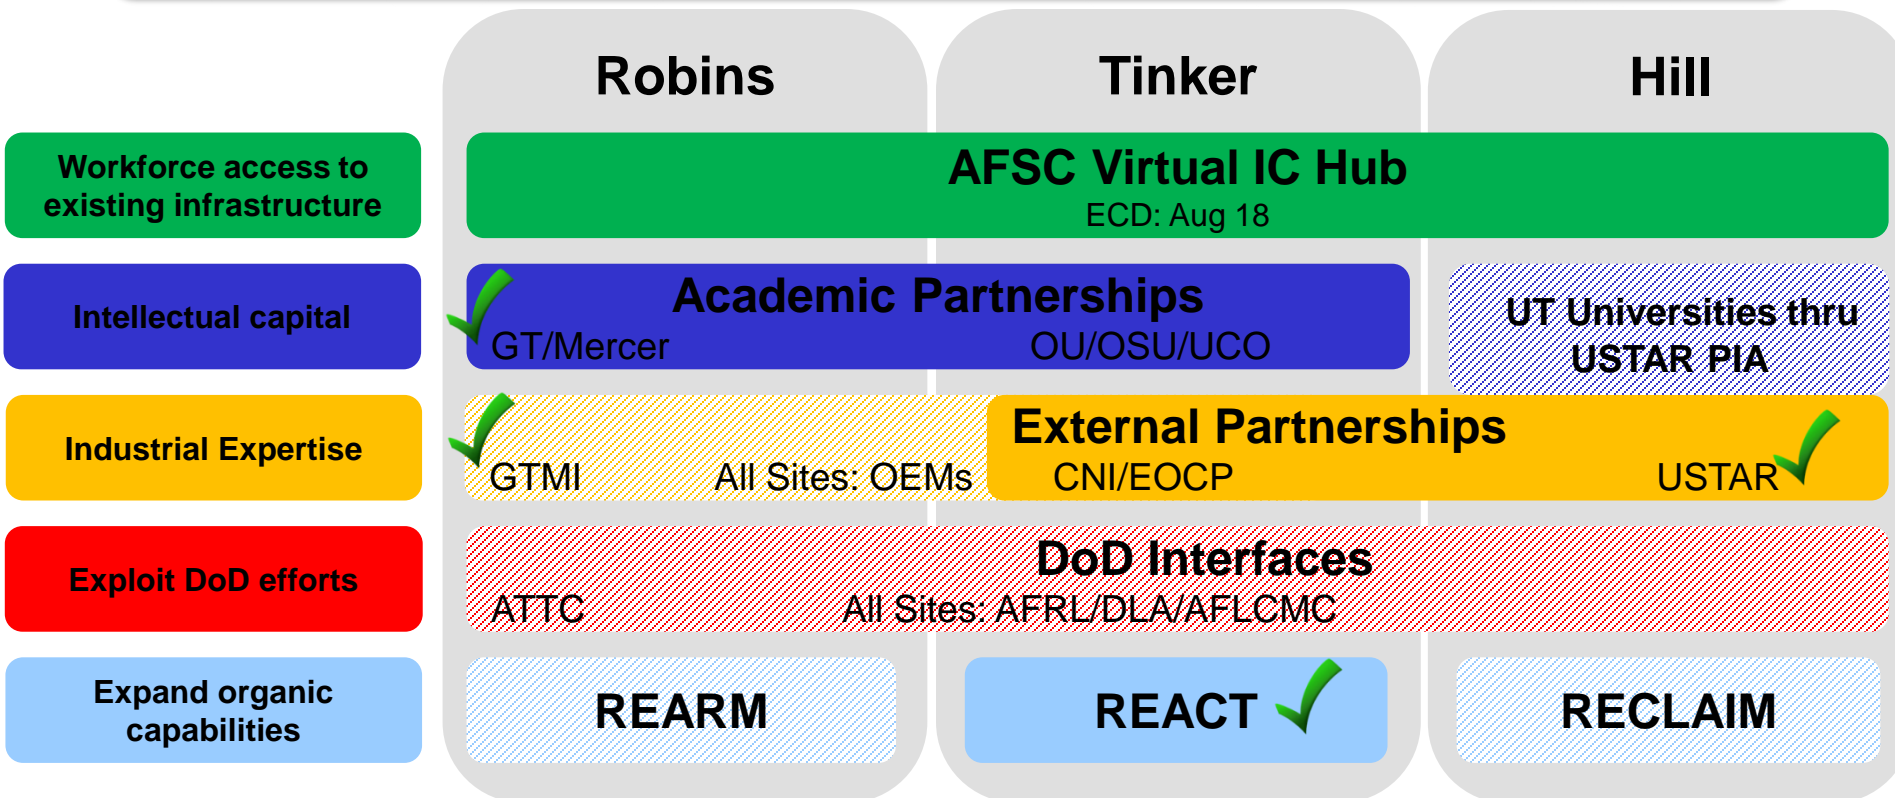 Robins
Tinker
Hill
Workforce access to
existing infrastructure
AFSC Virtual IC Hub
ECD: Aug 18
Intellectual capital
Academic Partnerships
GT/Mercer
OU/OSU/UCO
UT Universities thru
USTAR PIA
Industrial Expertise
External Partnerships
GTMI
All Sites: OEMs
CNI/EOCP
USTAR
Exploit DoD efforts
DoD Interfaces
ATTC
All Sites: AFRL/DLA/AFLCMC
Expand organic
capabilities
REARM
REACT
RECLAIM